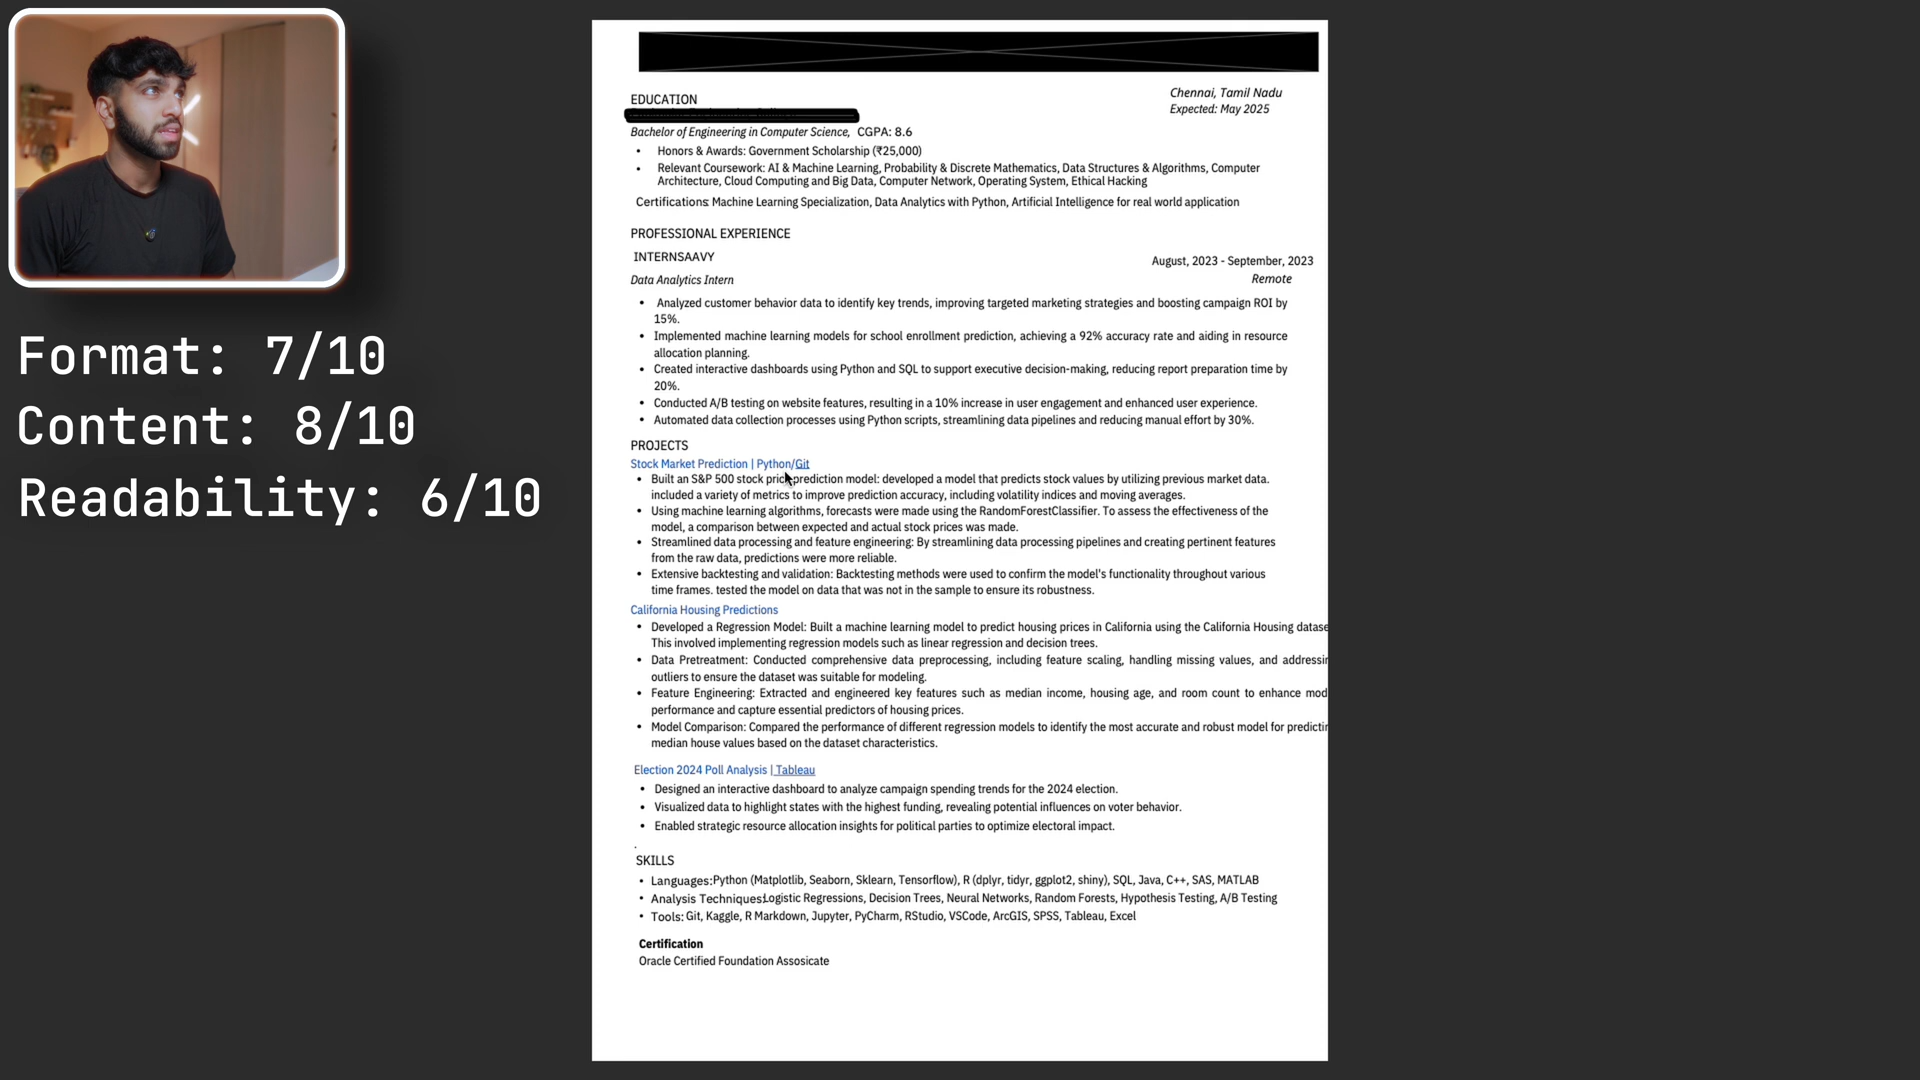 Format: 7/10
Content: 8/10
Readability: 6/10
EDUCATION
Chennai, Tamil Nadu
Expected: May 2025
Bachelor of Engineering in Computer Science, CGPA: 8.6
• Honors & Awards: Government Scholarship (₹25,000)
• Relevant Coursework: AI & Machine Learning, Probability & Discrete Mathematics, Data Structures & Algorithms, Computer
Architecture, Cloud Computing and Big Data, Computer Network, Operating System, Ethical Hacking
Certifications: Machine Learning Specialization, Data Analytics with Python, Artificial Intelligence for real world application
PROFESSIONAL EXPERIENCE
INTERNSAAVY
August, 2023 - September, 2023
Data Analytics Intern
Remote
• Analyzed customer behavior data to identify key trends, improving targeted marketing strategies and boosting campaign ROI by
15%.
• Implemented machine learning models for school enrollment prediction, achieving a 92% accuracy rate and aiding in resource
allocation planning.
• Created interactive dashboards using Python and SQL to support executive decision-making, reducing report preparation time by
20%.
• Conducted A/B testing on website features, resulting in a 10% increase in user engagement and enhanced user experience.
• Automated data collection processes using Python scripts, streamlining data pipelines and reducing manual effort by 30%.
PROJECTS
Stock Market Prediction | Python/Git
• Built an S&P 500 stock price prediction model: developed a model that predicts stock values by utilizing previous market data.
included a variety of metrics to improve prediction accuracy, including volatility indices and moving averages.
• Using machine learning algorithms, forecasts were made using the RandomForestClassifier. To assess the effectiveness of the
model, a comparison between expected and actual stock prices was made.
• Streamlined data processing and feature engineering: By streamlining data processing pipelines and creating pertinent features
from the raw data, predictions were more reliable.
• Extensive backtesting and validation: Backtesting methods were used to confirm the model's functionality throughout various
time frames. tested the model on data that was not in the sample to ensure its robustness.
California Housing Predictions
• Developed a Regression Model: Built a machine learning model to predict housing prices in California using the California Housing datase
This involved implementing regression models such as linear regression and decision trees.
• Data Pretreatment: Conducted comprehensive data preprocessing, including feature scaling, handling missing values, and addressin
outliers to ensure the dataset was suitable for modeling.
• Feature Engineering: Extracted and engineered key features such as median income, housing age, and room count to enhance mod
performance and capture essential predictors of housing prices.
• Model Comparison: Compared the performance of different regression models to identify the most accurate and robust model for predictin
median house values based on the dataset characteristics.
Election 2024 Poll Analysis | Tableau
• Designed an interactive dashboard to analyze campaign spending trends for the 2024 election.
• Visualized data to highlight states with the highest funding, revealing potential influences on voter behavior.
• Enabled strategic resource allocation insights for political parties to optimize electoral impact.
.
SKILLS
• Languages:Python (Matplotlib, Seaborn, Sklearn, Tensorflow), R (dplyr, tidyr, ggplot2, shiny), SQL, Java, C++, SAS, MATLAB
• Analysis Techniques:Logistic Regressions, Decision Trees, Neural Networks, Random Forests, Hypothesis Testing, A/B Testing
• Tools: Git, Kaggle, R Markdown, Jupyter, PyCharm, RStudio, VSCode, ArcGIS, SPSS, Tableau, Excel
Certification
Oracle Certified Foundation Assosicate